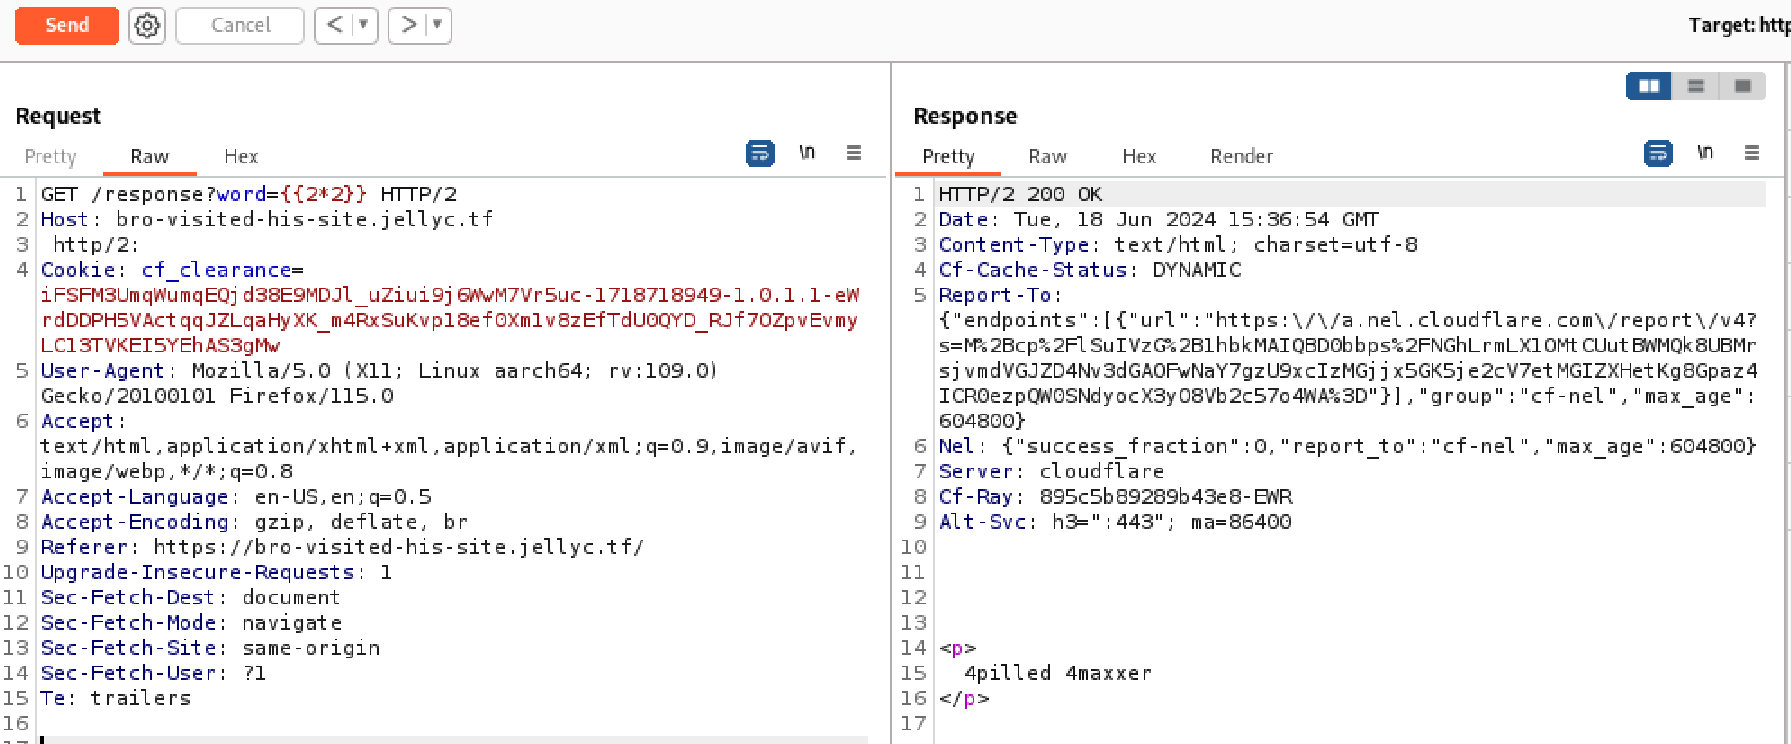 Send
Cancel
Target: http
Request
Pretty
Raw
Hex
\n
1 GET /response?word={{2*2}} HTTP/2
2 Host: bro-visited-his-site.jellyc.tf
3 http/2:
4 Cookie: cf_clearance=
iFSFM3UmqWumqEQjd38E9MDJl_uZiui9j6WwM7Vr5uc-1718718949-1.0.1.1-eW
rdDDPH5VActqqJZLqaHyXK_m4RxSuKvpl8ef0Xm1v8zEfTdU0QYD_RJf7OZpvEvmy
LCl3TVKEI5YEhAS3gMw
5 User-Agent: Mozilla/5.0 (X11; Linux aarch64; rv:109.0)
Gecko/20100101 Firefox/115.0
6 Accept:
text/html,application/xhtml+xml,application/xml;q=0.9,image/avif,
image/webp,*/*;q=0.8
7 Accept-Language: en-US,en;q=0.5
8 Accept-Encoding: gzip, deflate, br
9 Referer: https://bro-visited-his-site.jellyc.tf/
10 Upgrade-Insecure-Requests: 1
11 Sec-Fetch-Dest: document
12 Sec-Fetch-Mode: navigate
13 Sec-Fetch-Site: same-origin
14 Sec-Fetch-User: ?1
15 Te: trailers
16
Response
Pretty
Raw
Hex
Render
\n
1 HTTP/2 200 OK
2 Date: Tue, 18 Jun 2024 15:36:54 GMT
3 Content-Type: text/html; charset=utf-8
4 Cf-Cache-Status: DYNAMIC
5 Report-To:
{"endpoints":[{"url":"https:\/\/a.nel.cloudflare.com\/report\/v4?
s=M%2Bcp%2FlSuIVzG%2B1hbkMAIQBD0bbps%2FNGhLrmLX1OMtCUutBWMQk8UBMr
sjvmdVGJZD4Nv3dGAOFwNaY7gzU9xcIzMGjjx5GK5je2cV7etMGIZXHetKg8Gpaz4
ICR0ezpQW0SNdyocX3yO8Vb2c57o4WA%3D"}],"group":"cf-nel","max_age":
604800}
6 Nel: {"success_fraction":0,"report_to":"cf-nel","max_age":604800}
7 Server: cloudflare
8 Cf-Ray: 895c5b89289b43e8-EWR
9 Alt-Svc: h3=":443"; ma=86400
10
11
12
13
14 <p>
15 4pilled 4maxxer
16 </p>
17